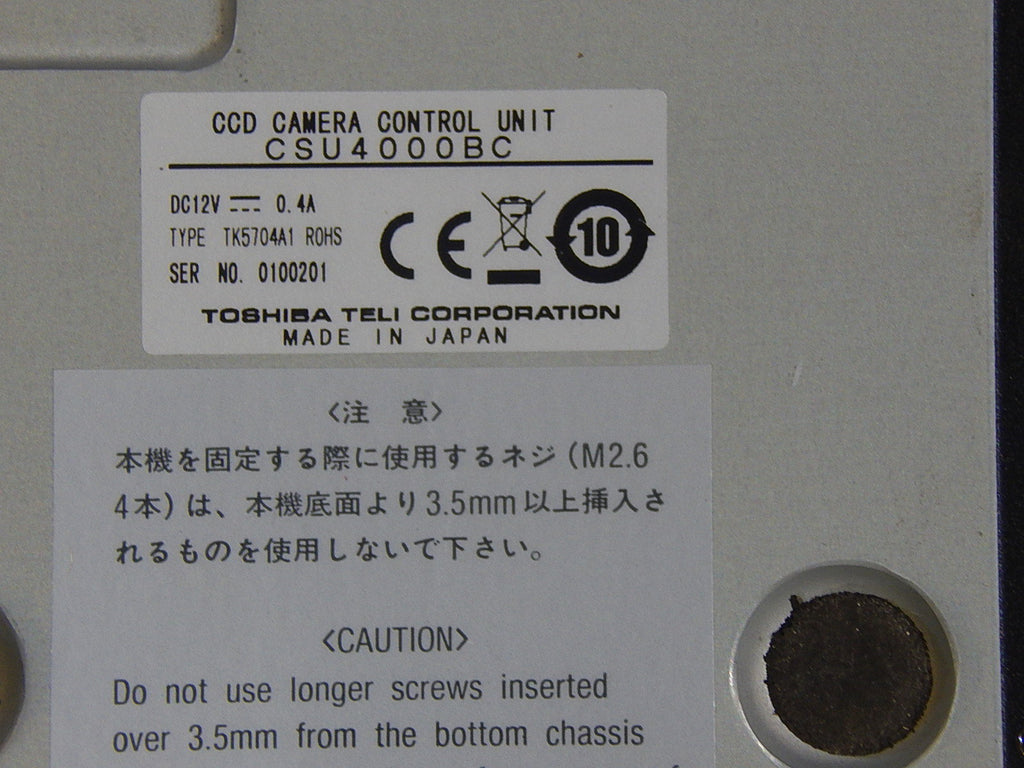 CCD CAMERA CONTROL UNIT
CSU4000BC
DC12V ⎓ 0.4A
TYPE TK5704A1 ROHS
SER NO. 0100201
CE
10
TOSHIBA TELI CORPORATION
MADE IN JAPAN
〈注 意〉
本機を固定する際に使用するネジ(M2.6
4本)は、本機底面より3.5mm以上挿入さ
れるものを使用しないで下さい。
〈CAUTION〉
Do not use longer screws inserted
over 3.5mm from the bottom chassis